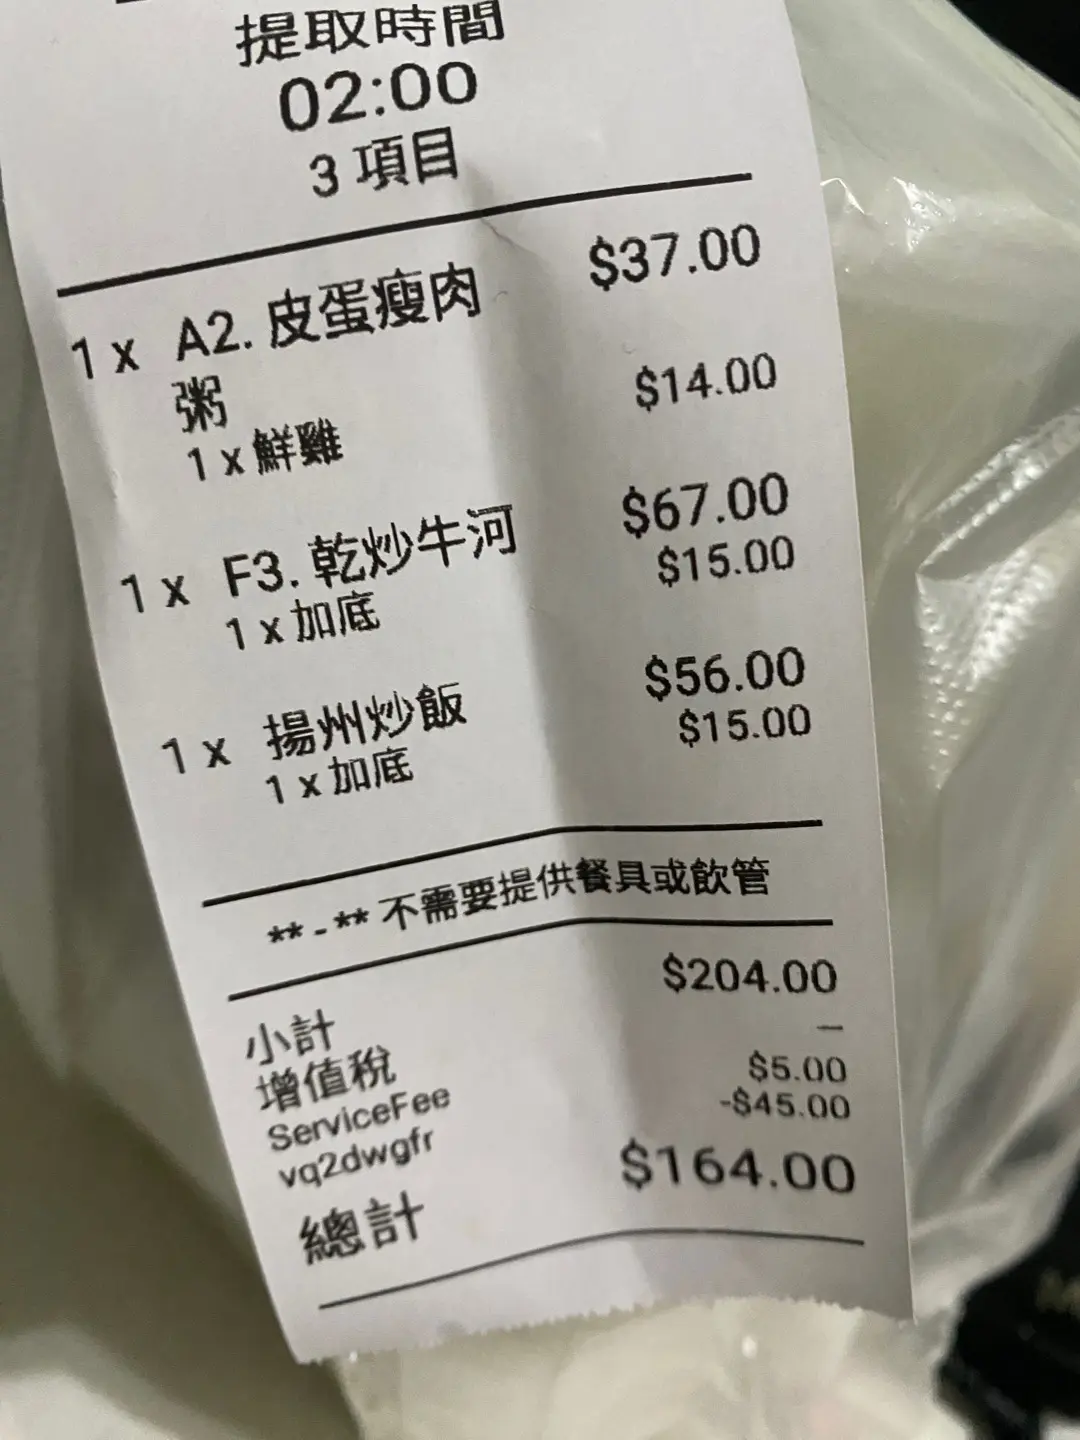 提取時間
02:00
3 項目
1 x A2. 皮蛋瘦肉 $37.00
粥
1 x 鮮雞 $14.00
1 x F3. 乾炒牛河 $67.00
1 x 加底 $15.00
1 x 揚州炒飯 $56.00
1 x 加底 $15.00
** - ** 不需要提供餐具或飲管
小計 $204.00
增值稅 —
ServiceFee $5.00
vq2dwgfr -$45.00
總計 $164.00